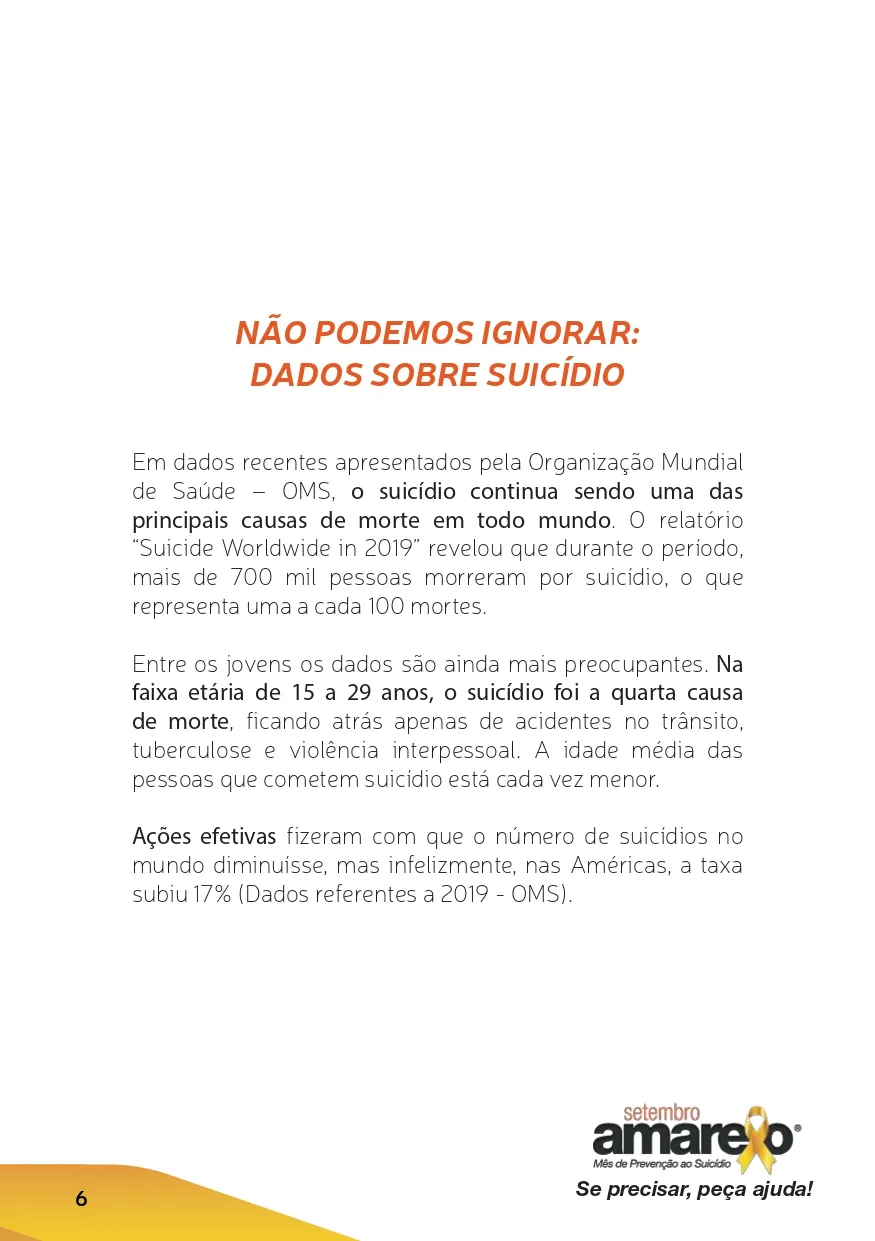 NÃO PODEMOS IGNORAR:
DADOS SOBRE SUICÍDIO
Em dados recentes apresentados pela Organização Mundial
de Saúde – OMS, o suicídio continua sendo uma das
principais causas de morte em todo mundo. O relatório
“Suicide Worldwide in 2019” revelou que durante o período,
mais de 700 mil pessoas morreram por suicídio, o que
representa uma a cada 100 mortes.
Entre os jovens os dados são ainda mais preocupantes. Na
faixa etária de 15 a 29 anos, o suicídio foi a quarta causa
de morte, ficando atrás apenas de acidentes no trânsito,
tuberculose e violência interpessoal. A idade média das
pessoas que cometem suicídio está cada vez menor.
Ações efetivas fizeram com que o número de suicídios no
mundo diminuísse, mas infelizmente, nas Américas, a taxa
subiu 17% (Dados referentes a 2019 - OMS).
setembro
amarelo®
Mês de Prevenção ao Suicídio
Se precisar, peça ajuda!
6